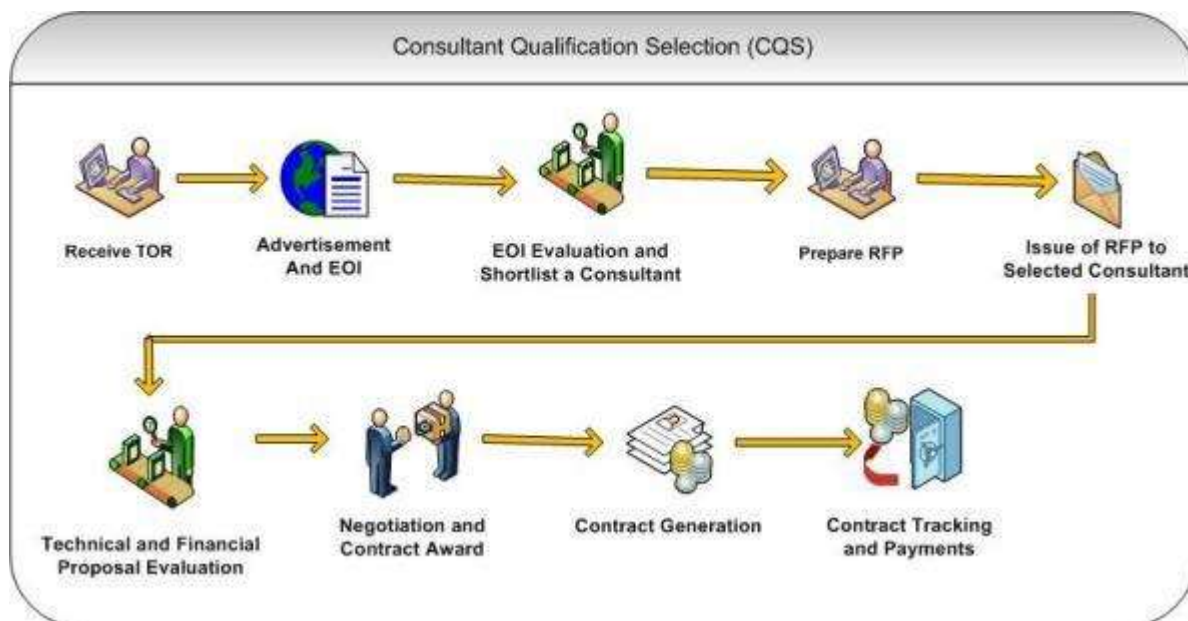 Consultant Qualification Selection (CQS)
Receive TOR
Advertisement
And EOI
EOI Evaluation and
Shortlist a Consultant
Prepare RFP
Issue of RFP to
Selected Consultant
Technical and Financial
Proposal Evaluation
Negotiation and
Contract Award
Contract Generation
Contract Tracking
and Payments